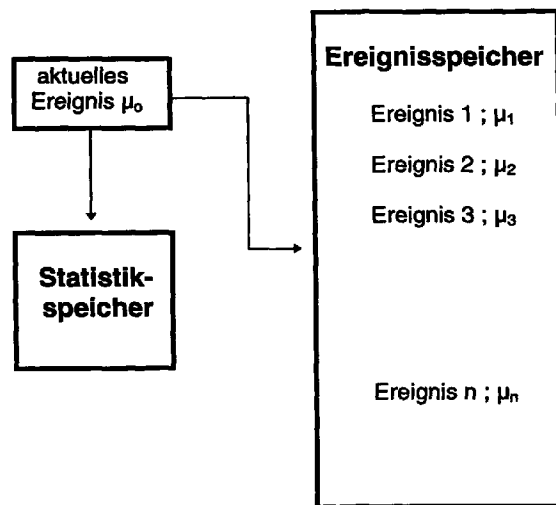 aktuelles
Ereignis µₒ
Statistik-
speicher
Ereignisspeicher
Ereignis 1 ; µ₁
Ereignis 2 ; µ₂
Ereignis 3 ; µ₃
Ereignis n ; µₙ